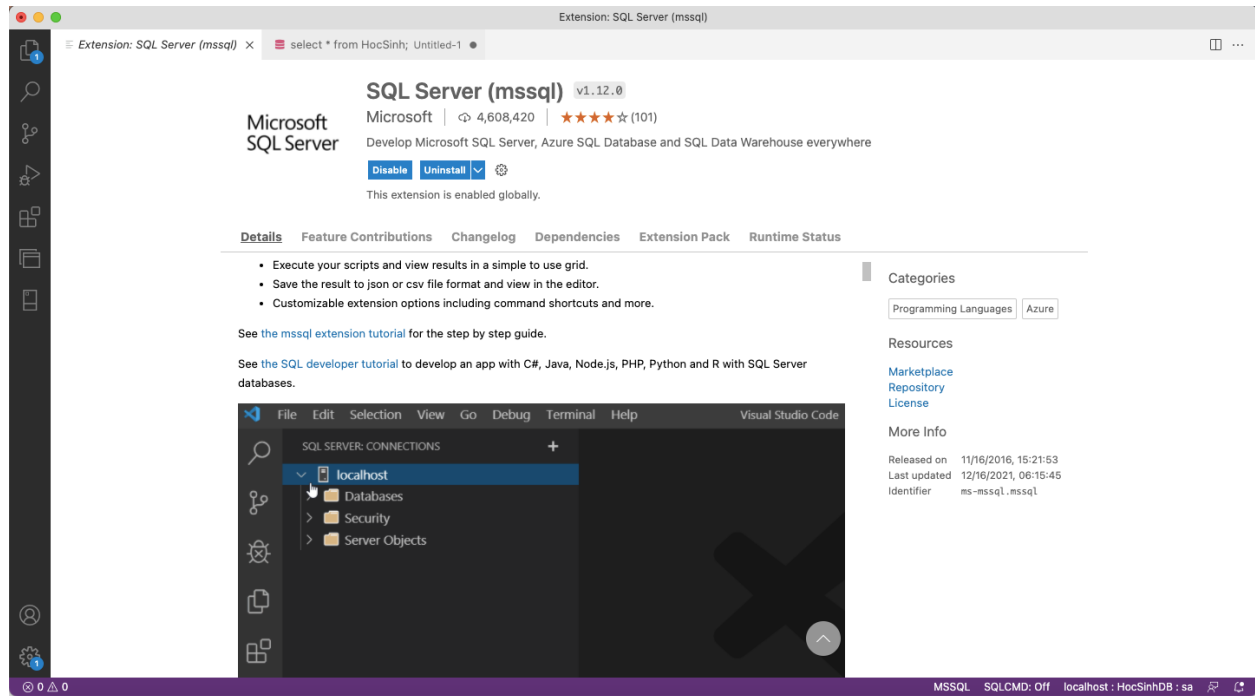 Extension: SQL Server (mssql)
Extension: SQL Server (mssql)
select * from HocSinh; Untitled-1
1
Microsoft
SQL Server
SQL Server (mssql) v1.12.0
Microsoft 4,608,420 (101)
Develop Microsoft SQL Server, Azure SQL Database and SQL Data Warehouse everywhere
Disable Uninstall
This extension is enabled globally.
Details Feature Contributions Changelog Dependencies Extension Pack Runtime Status
• Execute your scripts and view results in a simple to use grid.
• Save the result to json or csv file format and view in the editor.
• Customizable extension options including command shortcuts and more.
See the mssql extension tutorial for the step by step guide.
See the SQL developer tutorial to develop an app with C#, Java, Node.js, PHP, Python and R with SQL Server
databases.
File Edit Selection View Go Debug Terminal Help Visual Studio Code
SQL SERVER: CONNECTIONS +
localhost
Databases
Security
Server Objects
Categories
Programming Languages Azure
Resources
Marketplace
Repository
License
More Info
Released on 11/16/2016, 15:21:53
Last updated 12/16/2021, 06:15:45
Identifier ms-mssql.mssql
1
0 0
MSSQL SQLCMD: Off localhost : HocSinhDB : sa